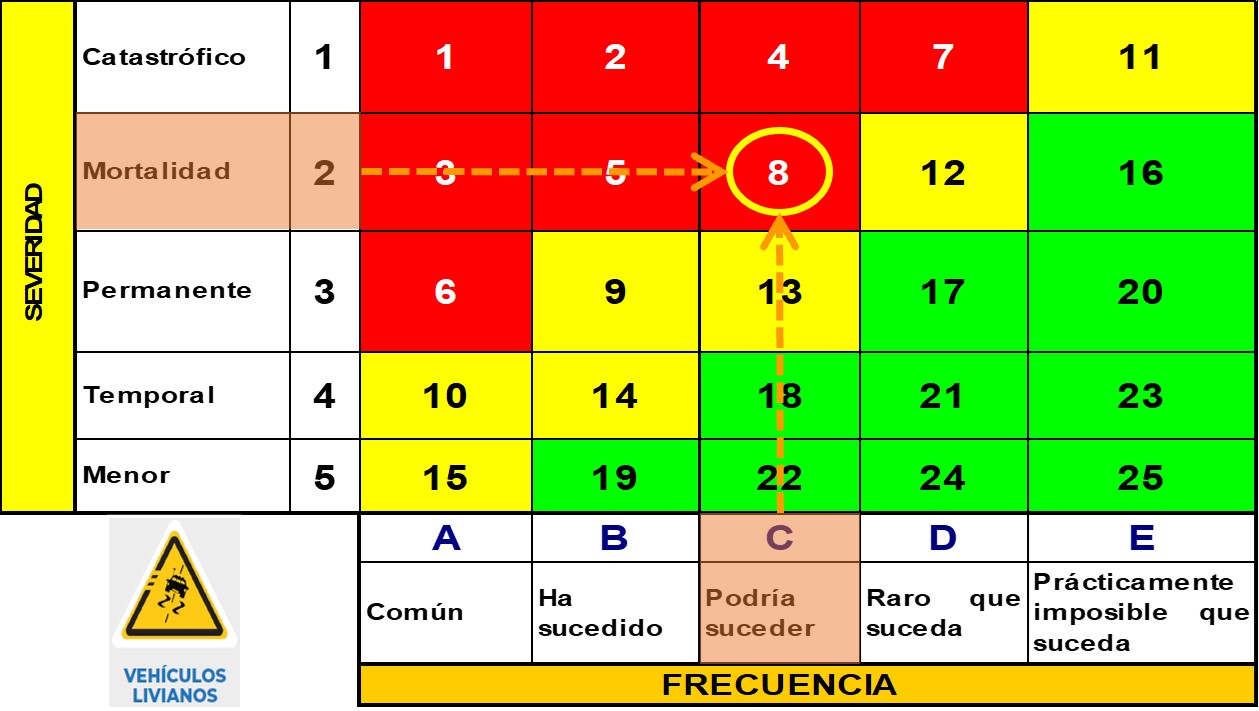 SEVERIDAD
Catastrófico 1 1 2 4 7 11
Mortalidad 2 3 5 8 12 16
Permanente 3 6 9 13 17 20
Temporal 4 10 14 18 21 23
Menor 5 15 19 22 24 25
A B C D E
Común
Ha
sucedido
Podría
suceder
Raro que
suceda
Prácticamente
imposible que
suceda
FRECUENCIA
VEHÍCULOS
LIVIANOS